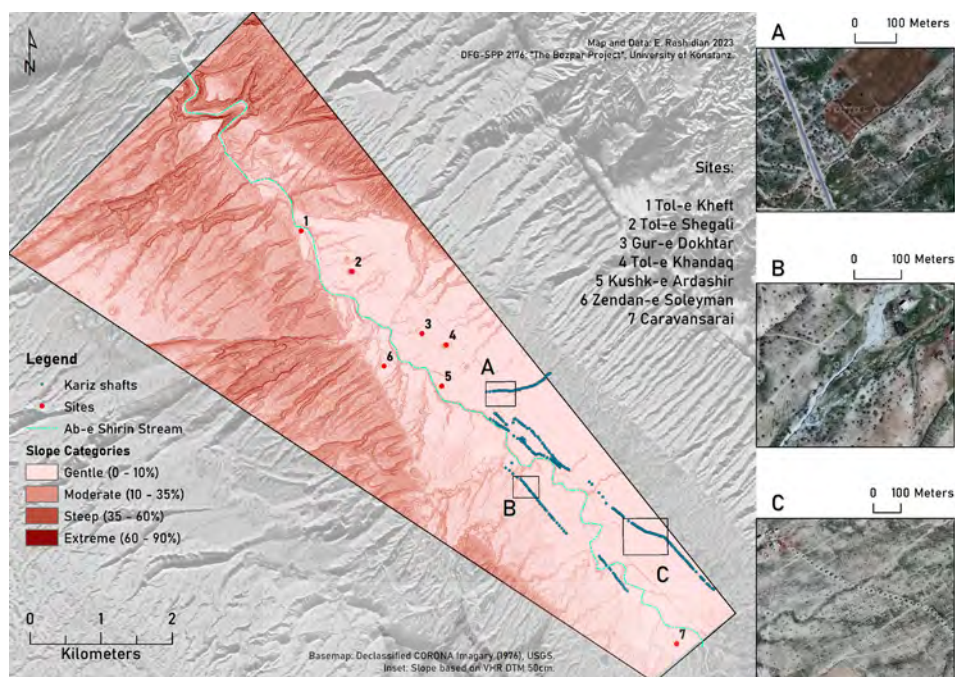 Map and Data: E. Rashidian 2023
DFG-SPP 2176: "The Bozpar Project", University of Konstanz.
N
Sites:
1 Tol-e Kheft
2 Tol-e Shegali
3 Gur-e Dokhtar
4 Tol-e Khandaq
5 Kushk-e Ardashir
6 Zendan-e Soleyman
7 Caravansarai
1
2
3
4
5
6
7
A
B
C
Legend
Kariz shafts
Sites
Ab-e Shirin Stream
Slope Categories
Gentle (0 - 10%)
Moderate (10 - 35%)
Steep (35 - 60%)
Extreme (60 - 90%)
0 1 2
Kilometers
Basemap: Declassified CORONA Imagary (1976), USGS.
Inset: Slope based on VHR DTM 50cm.
A
0 100 Meters
B
0 100 Meters
C
0 100 Meters